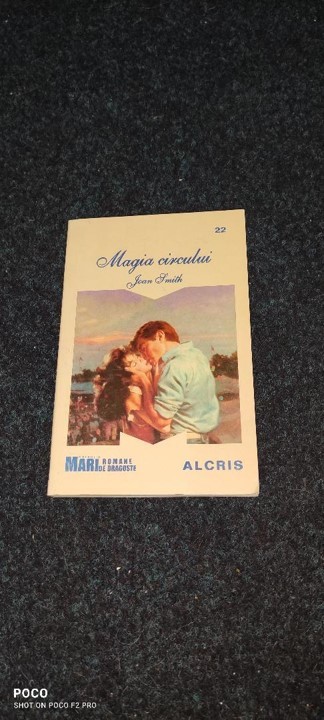 22
Magia circului
Joan Smith
MARI ROMANE
DE DRAGOSTE
ALCRIS
POCO
SHOT ON POCO F2 PRO